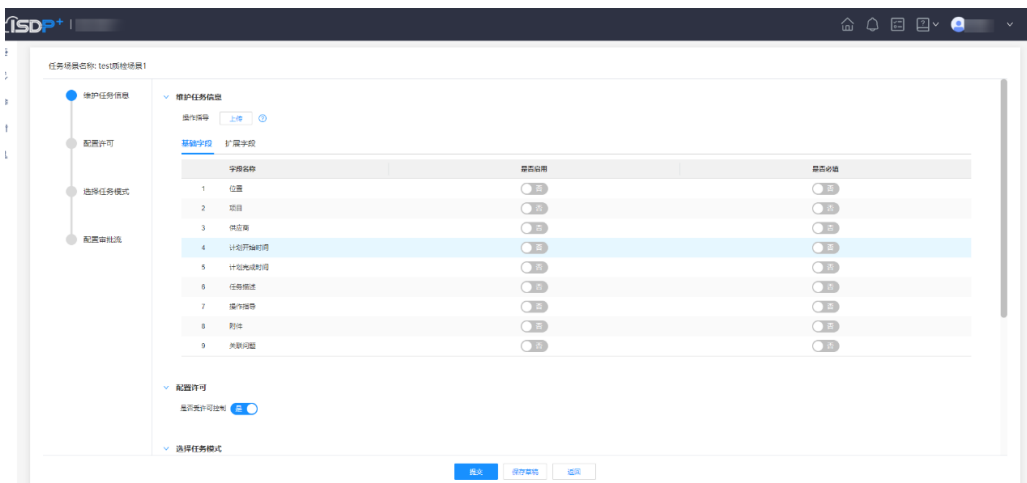 iSDP+
任务场景名称: test质检场景1
维护任务信息
配置许可
选择任务模式
配置审批流
维护任务信息
操作指导 上传
基础字段 扩展字段
字段名称 是否启用 是否必填
1 位置 否 否
2 项目 否 否
3 供应商 否 否
4 计划开始时间 否 否
5 计划完成时间 否 否
6 任务描述 否 否
7 操作指导 否 否
8 附件 否 否
9 关联问题 否 否
配置许可
是否受许可控制 是
选择任务模式
提交 保存草稿 返回